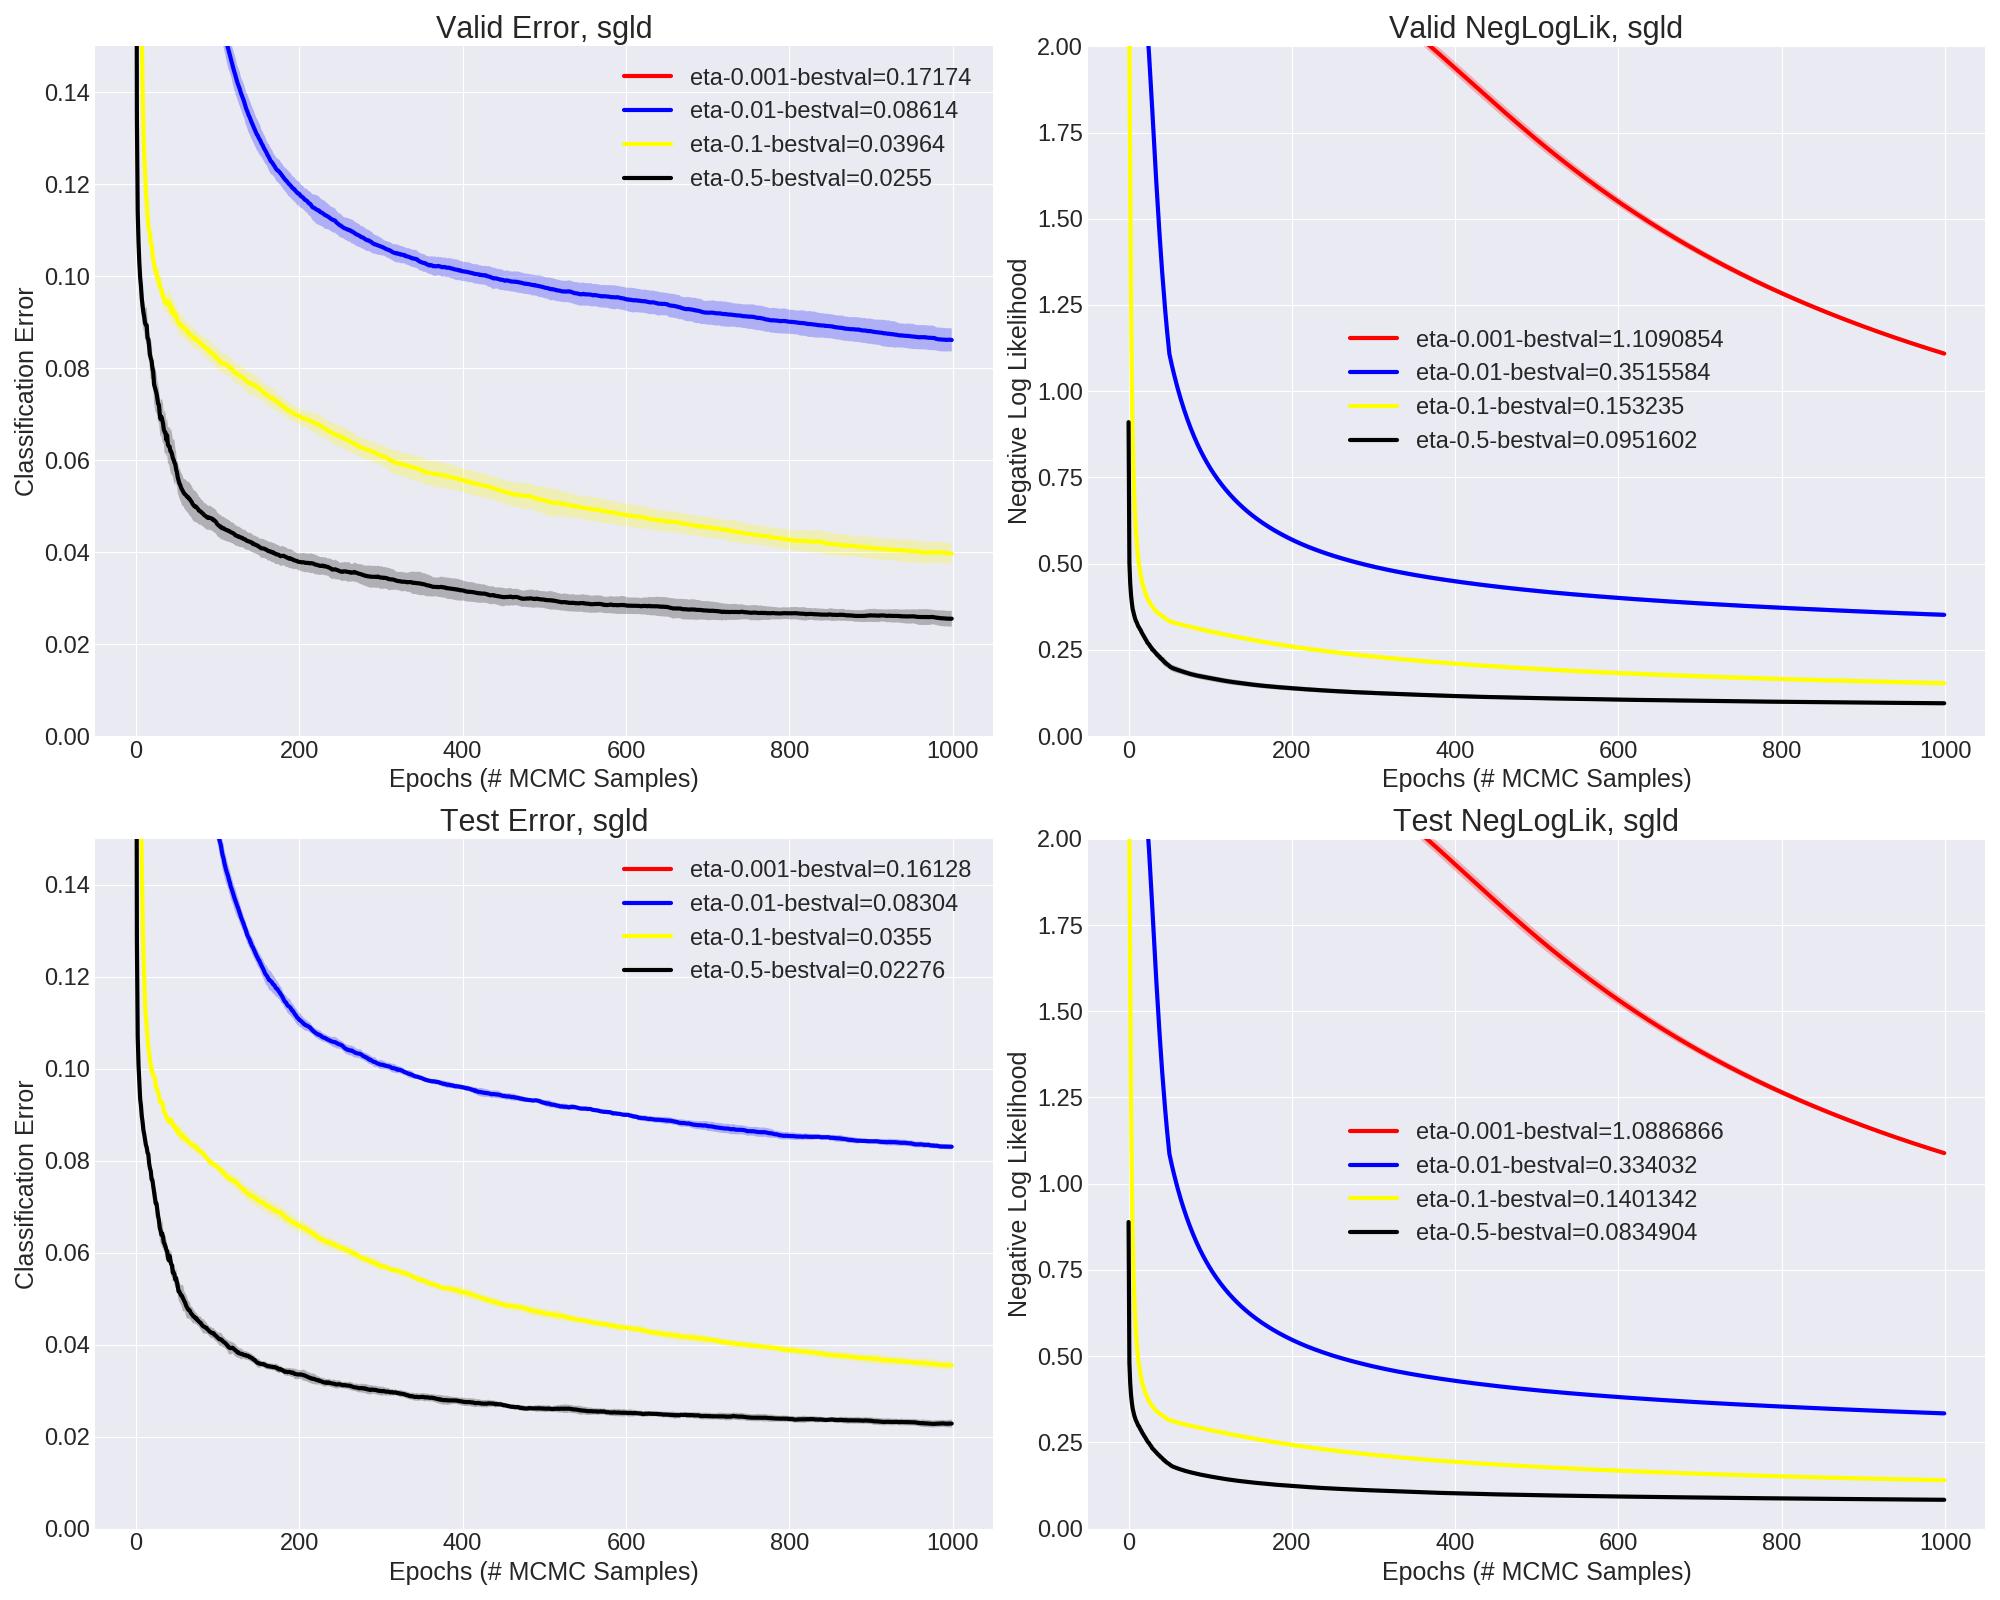 Valid Error, sgld
Classification Error
0.14
0.12
0.10
0.08
0.06
0.04
0.02
0.00
eta-0.001-bestval=0.17174
eta-0.01-bestval=0.08614
eta-0.1-bestval=0.03964
eta-0.5-bestval=0.0255
0 200 400 600 800 1000
Epochs (# MCMC Samples)
Valid NegLogLik, sgld
Negative Log Likelihood
2.00
1.75
1.50
1.25
1.00
0.75
0.50
0.25
0.00
eta-0.001-bestval=1.1090854
eta-0.01-bestval=0.3515584
eta-0.1-bestval=0.153235
eta-0.5-bestval=0.0951602
0 200 400 600 800 1000
Epochs (# MCMC Samples)
Test Error, sgld
Classification Error
0.14
0.12
0.10
0.08
0.06
0.04
0.02
0.00
eta-0.001-bestval=0.16128
eta-0.01-bestval=0.08304
eta-0.1-bestval=0.0355
eta-0.5-bestval=0.02276
0 200 400 600 800 1000
Epochs (# MCMC Samples)
Test NegLogLik, sgld
Negative Log Likelihood
2.00
1.75
1.50
1.25
1.00
0.75
0.50
0.25
0.00
eta-0.001-bestval=1.0886866
eta-0.01-bestval=0.334032
eta-0.1-bestval=0.1401342
eta-0.5-bestval=0.0834904
0 200 400 600 800 1000
Epochs (# MCMC Samples)